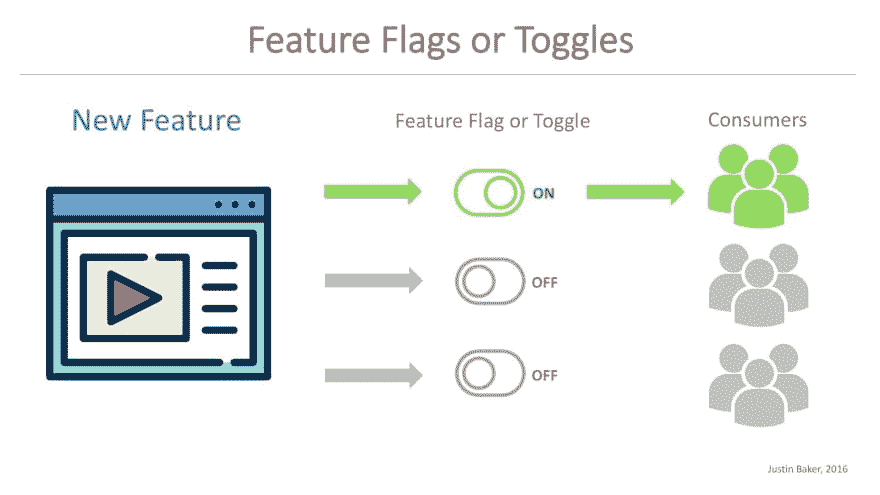 Feature Flags or Toggles
New Feature
Feature Flag or Toggle
Consumers
ON
OFF
OFF
Justin Baker, 2016